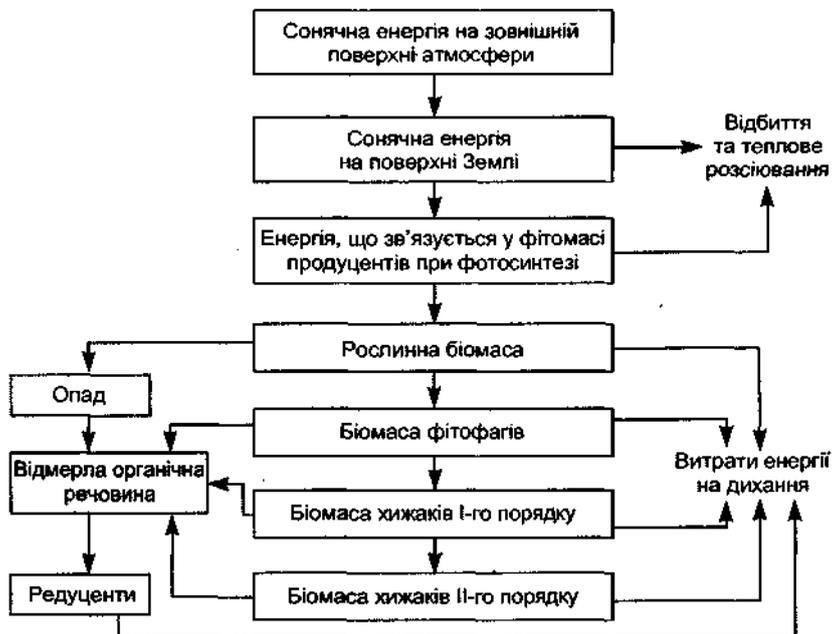 Сонячна енергія на зовнішній
поверхні атмосфери
Сонячна енергія
на поверхні Землі
Відбиття
та теплове
розсіювання
Енергія, що зв'язується у фітомасі
продуцентів при фотосинтезі
Рослинна біомаса
Опад
Біомаса фітофагів
Відмерла органічна
речовина
Витрати енергії
на дихання
Біомаса хижаків І-го порядку
Редуценти
Біомаса хижаків ІІ-го порядку